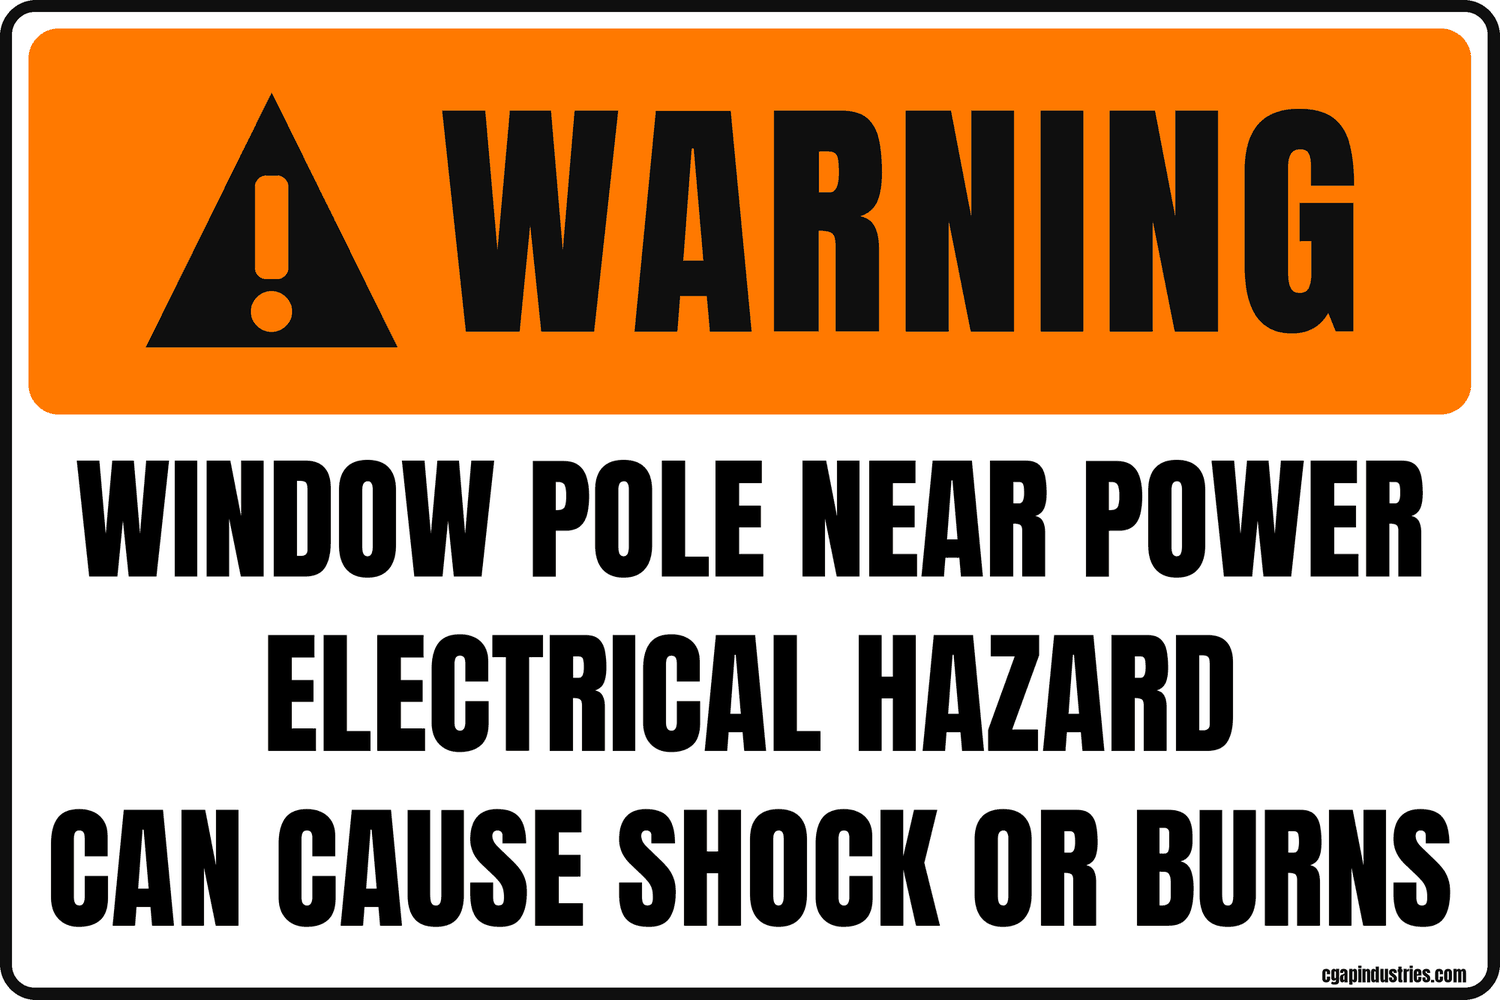 WARNING
WINDOW POLE NEAR POWER
ELECTRICAL HAZARD
CAN CAUSE SHOCK OR BURNS
cgapindustries.com